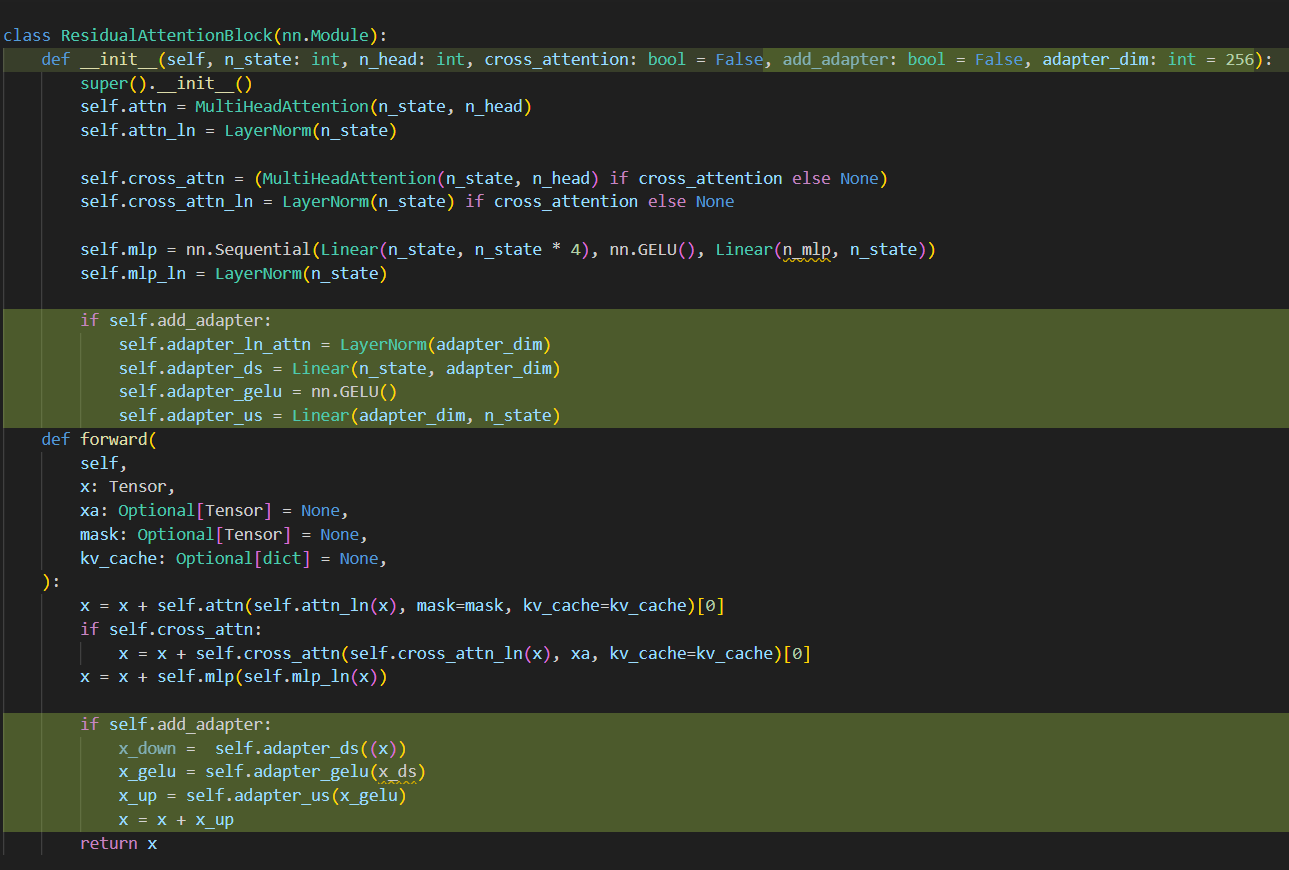 class ResidualAttentionBlock(nn.Module):
    def __init__(self, n_state: int, n_head: int, cross_attention: bool = False, add_adapter: bool = False, adapter_dim: int = 256):
        super().__init__()
        self.attn = MultiHeadAttention(n_state, n_head)
        self.attn_ln = LayerNorm(n_state)
        self.cross_attn = (MultiHeadAttention(n_state, n_head) if cross_attention else None)
        self.cross_attn_ln = LayerNorm(n_state) if cross_attention else None
        self.mlp = nn.Sequential(Linear(n_state, n_state * 4), nn.GELU(), Linear(n_mlp, n_state))
        self.mlp_ln = LayerNorm(n_state)
        if self.add_adapter:
            self.adapter_ln_attn = LayerNorm(adapter_dim)
            self.adapter_ds = Linear(n_state, adapter_dim)
            self.adapter_gelu = nn.GELU()
            self.adapter_us = Linear(adapter_dim, n_state)
    def forward(
        self,
        x: Tensor,
        xa: Optional[Tensor] = None,
        mask: Optional[Tensor] = None,
        kv_cache: Optional[dict] = None,
    ):
        x = x + self.attn(self.attn_ln(x), mask=mask, kv_cache=kv_cache)[0]
        if self.cross_attn:
            x = x + self.cross_attn(self.cross_attn_ln(x), xa, kv_cache=kv_cache)[0]
        x = x + self.mlp(self.mlp_ln(x))
        if self.add_adapter:
            x_down =  self.adapter_ds((x))
            x_gelu = self.adapter_gelu(x_ds)
            x_up = self.adapter_us(x_gelu)
            x = x + x_up
        return x